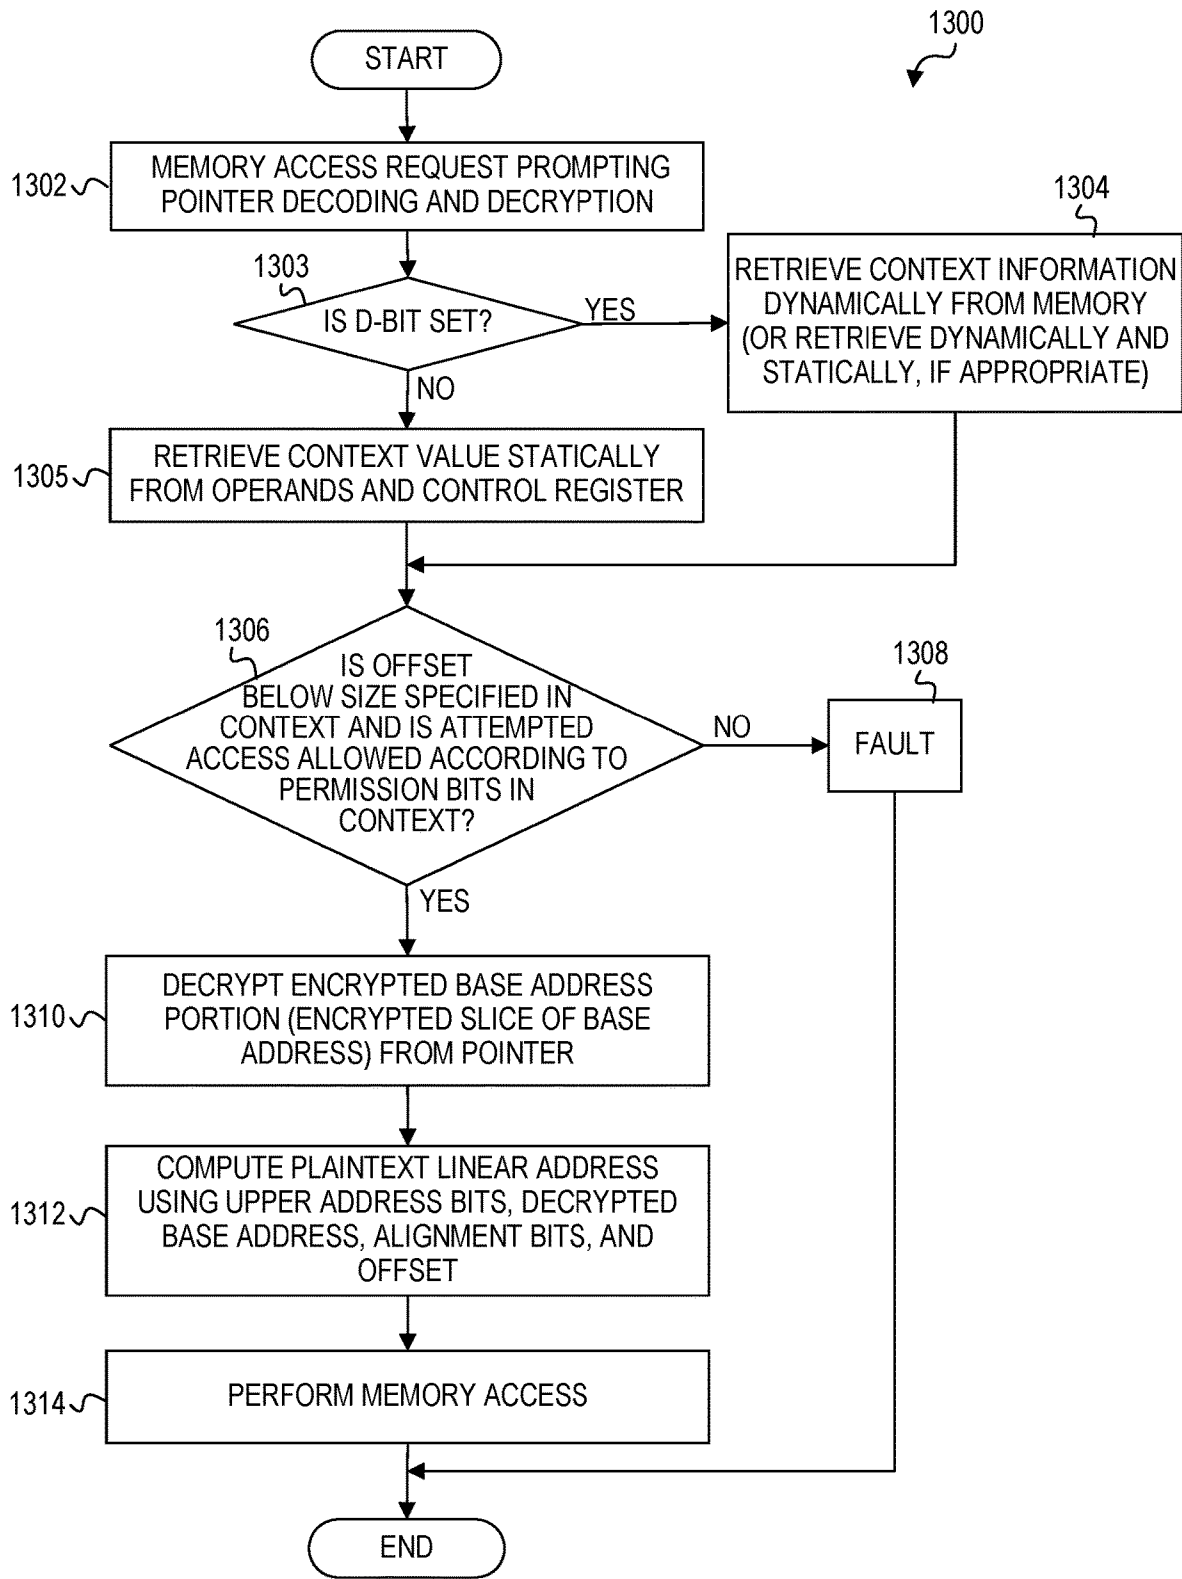 1300
START
1302
MEMORY ACCESS REQUEST PROMPTING
POINTER DECODING AND DECRYPTION
1303
IS D-BIT SET?
YES
1304
RETRIEVE CONTEXT INFORMATION
DYNAMICALLY FROM MEMORY
(OR RETRIEVE DYNAMICALLY AND
STATICALLY, IF APPROPRIATE)
NO
1305
RETRIEVE CONTEXT VALUE STATICALLY
FROM OPERANDS AND CONTROL REGISTER
1306
IS OFFSET
BELOW SIZE SPECIFIED IN
CONTEXT AND IS ATTEMPTED
ACCESS ALLOWED ACCORDING TO
PERMISSION BITS IN
CONTEXT?
NO
1308
FAULT
YES
1310
DECRYPT ENCRYPTED BASE ADDRESS
PORTION (ENCRYPTED SLICE OF BASE
ADDRESS) FROM POINTER
1312
COMPUTE PLAINTEXT LINEAR ADDRESS
USING UPPER ADDRESS BITS, DECRYPTED
BASE ADDRESS, ALIGNMENT BITS, AND
OFFSET
1314
PERFORM MEMORY ACCESS
END